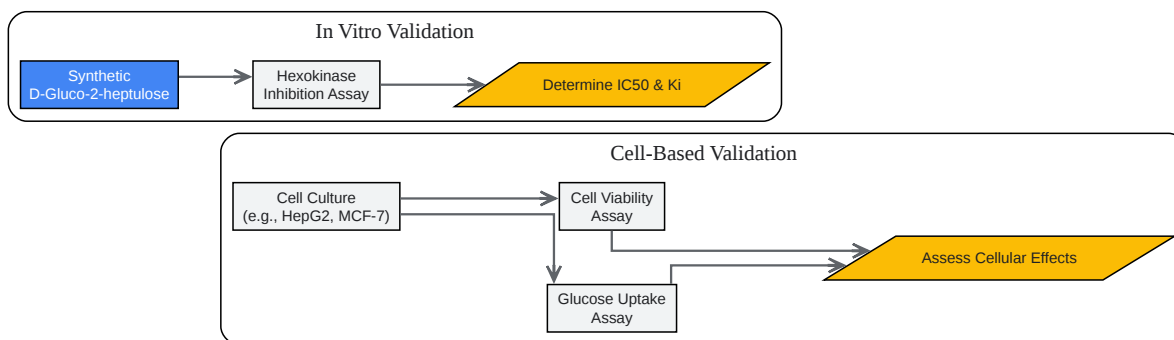 In Vitro Validation
Synthetic
D-Gluco-2-heptulose
Hexokinase
Inhibition Assay
Determine IC50 & Ki
Cell-Based Validation
Cell Culture
(e.g., HepG2, MCF-7)
Cell Viability
Assay
Assess Cellular Effects
Glucose Uptake
Assay